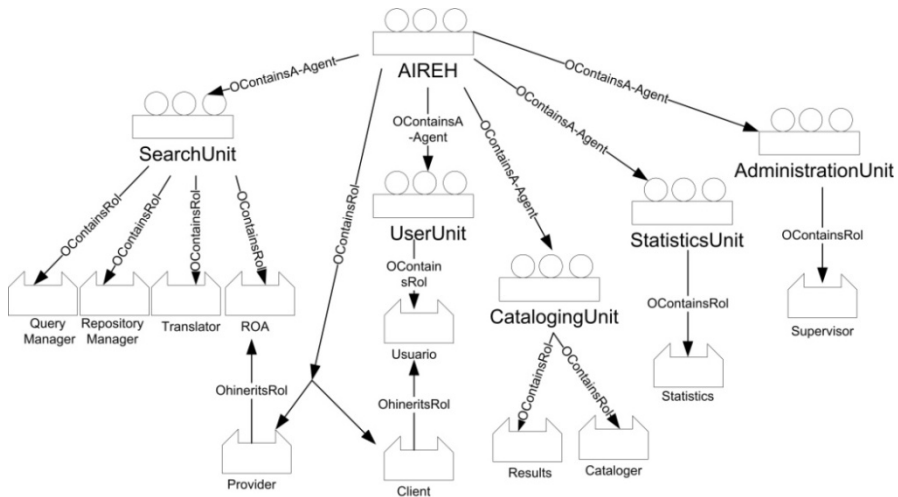 AIREH
OContainsA-Agent
OContainsA
-Agent
OContainsA-Agent
OContainsA-Agent
OContainsA-Agent
OContainsRol
SearchUnit
UserUnit
CatalogingUnit
StatisticsUnit
AdministrationUnit
OContainsRol
OContainsRol
OContainsRol
OContainsRol
OContain
sRol
OContainsRol
OContainsRol
OContainsRol
OContainsRol
Query
Manager
Repository
Manager
Translator
ROA
Usuario
Statistics
Supervisor
OhineritsRol
OhineritsRol
Provider
Client
Results
Cataloger